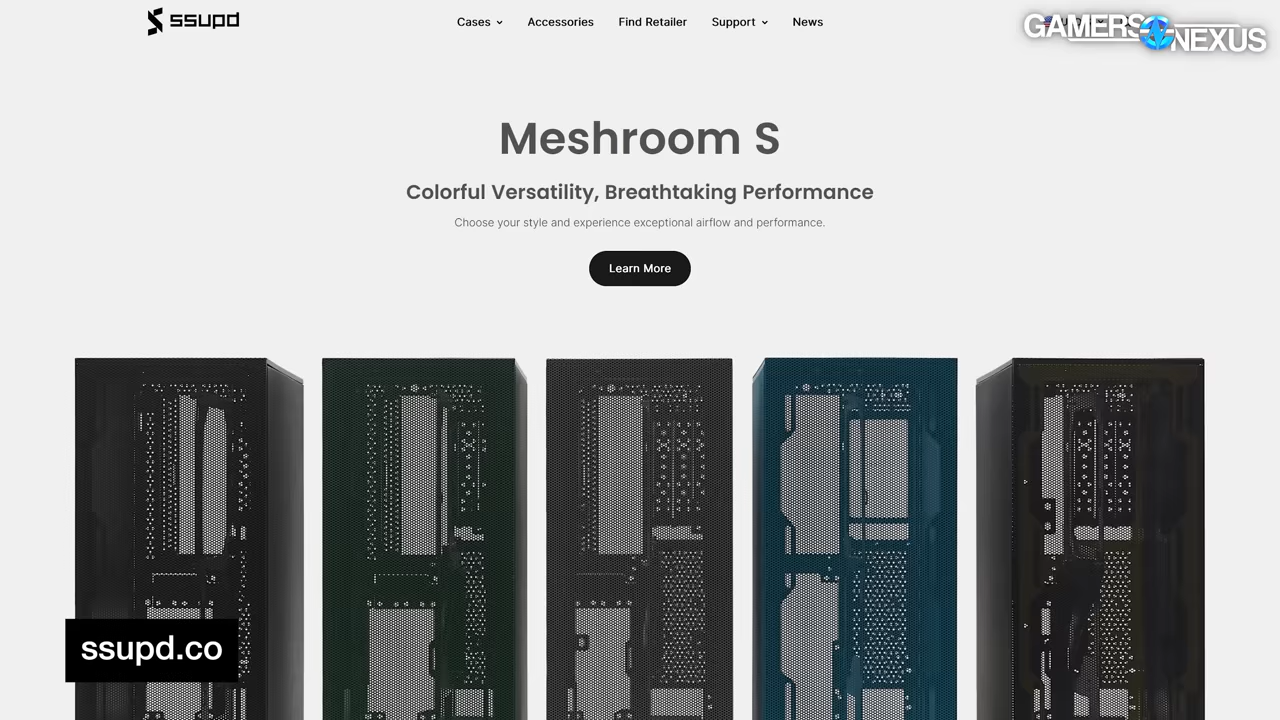 ssupd
Cases
Accessories
Find Retailer
Support
News
GAMERS NEXUS
Meshroom S
Colorful Versatility, Breathtaking Performance
Choose your style and experience exceptional airflow and performance.
Learn More
ssupd.co